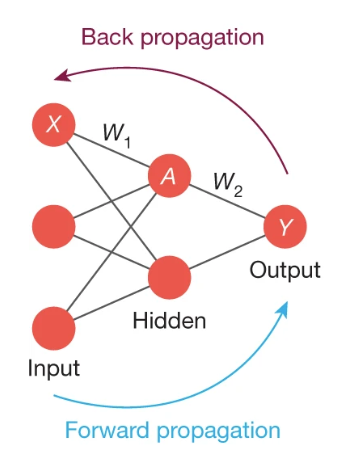 Back propagation
X
W1
A
W2
Y
Output
Hidden
Input
Forward propagation